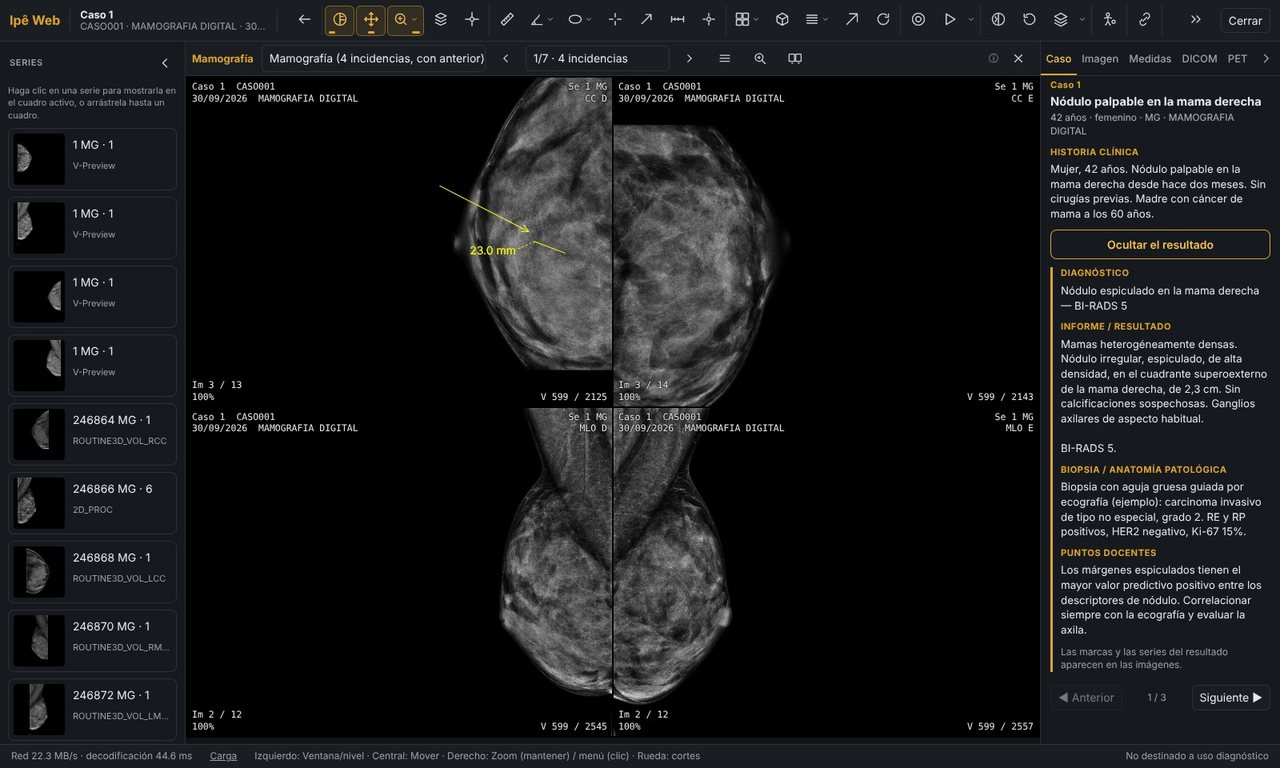 Ipê Web
Caso 1
CASO001 · MAMOGRAFIA DIGITAL · 30…
Cerrar
SERIES
Haga clic en una serie para mostrarla en
el cuadro activo, o arrástrela hasta un
cuadro.
1 MG · 1
V-Preview
1 MG · 1
V-Preview
1 MG · 1
V-Preview
1 MG · 1
V-Preview
246864 MG · 1
ROUTINE3D_VOL_RCC
246866 MG · 6
2D_PROC
246868 MG · 1
ROUTINE3D_VOL_LCC
246870 MG · 1
ROUTINE3D_VOL_RM…
246872 MG · 1
ROUTINE3D_VOL_LM…
Mamografía
Mamografía (4 incidencias, con anterior)
1/7 · 4 incidencias
Caso 1 CASO001
30/09/2026 MAMOGRAFIA DIGITAL
Se 1 MG
CC D
23.0 mm
Im 3 / 13
100%
V 599 / 2125
Caso 1 CASO001
30/09/2026 MAMOGRAFIA DIGITAL
Se 1 MG
CC E
Im 3 / 14
100%
V 599 / 2143
Caso 1 CASO001
30/09/2026 MAMOGRAFIA DIGITAL
Se 1 MG
MLO D
Im 2 / 12
100%
V 599 / 2545
Caso 1 CASO001
30/09/2026 MAMOGRAFIA DIGITAL
Se 1 MG
MLO E
Im 2 / 12
100%
V 599 / 2557
Caso
Imagen
Medidas
DICOM
PET
Caso 1
Nódulo palpable en la mama derecha
42 años · femenino · MG · MAMOGRAFIA
DIGITAL
HISTORIA CLÍNICA
Mujer, 42 años. Nódulo palpable en la
mama derecha desde hace dos meses. Sin
cirugías previas. Madre con cáncer de
mama a los 60 años.
Ocultar el resultado
DIAGNÓSTICO
Nódulo espiculado en la mama derecha
— BI-RADS 5
INFORME / RESULTADO
Mamas heterogéneamente densas.
Nódulo irregular, espiculado, de alta
densidad, en el cuadrante superoexterno
de la mama derecha, de 2,3 cm. Sin
calcificaciones sospechosas. Ganglios
axilares de aspecto habitual.
BI-RADS 5.
BIOPSIA / ANATOMÍA PATOLÓGICA
Biopsia con aguja gruesa guiada por
ecografía (ejemplo): carcinoma invasivo
de tipo no especial, grado 2. RE y RP
positivos, HER2 negativo, Ki-67 15%.
PUNTOS DOCENTES
Los márgenes espiculados tienen el
mayor valor predictivo positivo entre los
descriptores de nódulo. Correlacionar
siempre con la ecografía y evaluar la
axila.
Las marcas y las series del resultado
aparecen en las imágenes.
◀ Anterior
1 / 3
Siguiente ▶
Red 22.3 MB/s · decodificación 44.6 ms
Carga
Izquierdo: Ventana/nivel · Central: Mover · Derecho: Zoom (mantener) / menú (clic) · Rueda: cortes
No destinado a uso diagnóstico